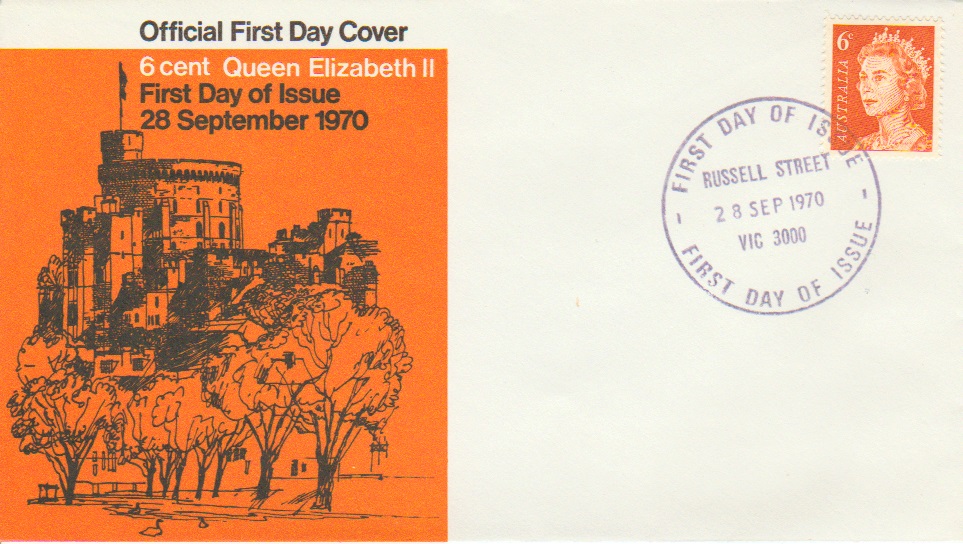 Official First Day Cover
6 cent Queen Elizabeth II
First Day of Issue
28 September 1970
6c
AUSTRALIA
FIRST DAY OF ISSUE
RUSSELL STREET
28 SEP 1970
VIC 3000
FIRST DAY OF ISSUE